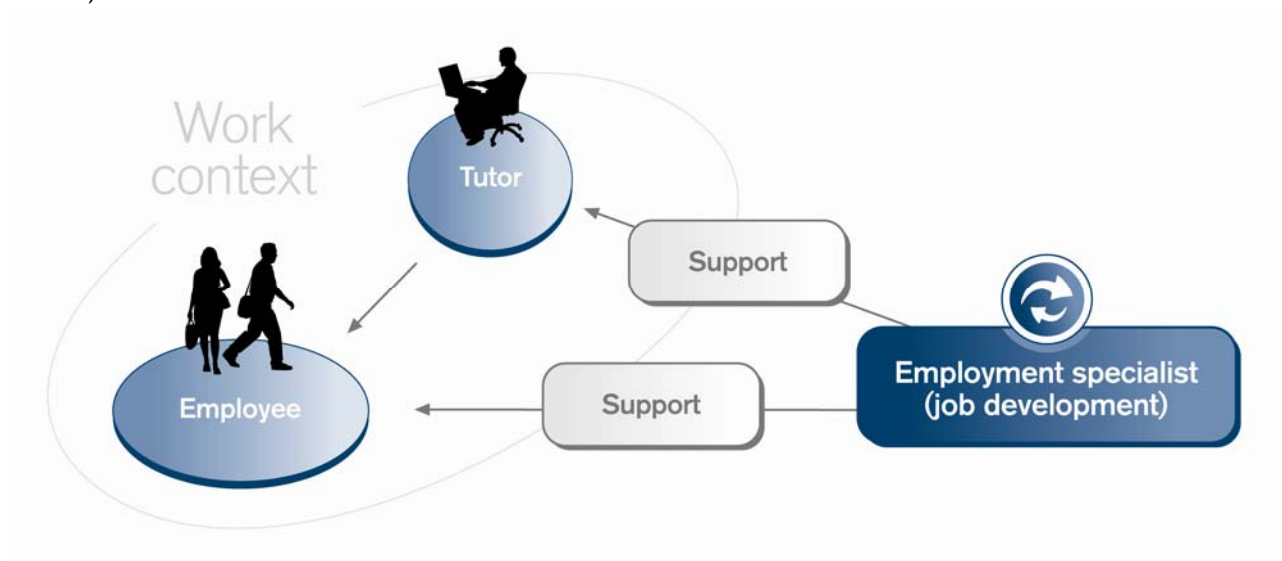 Work
context
Tutor
Support
Employee
Support
Employment specialist
(job development)